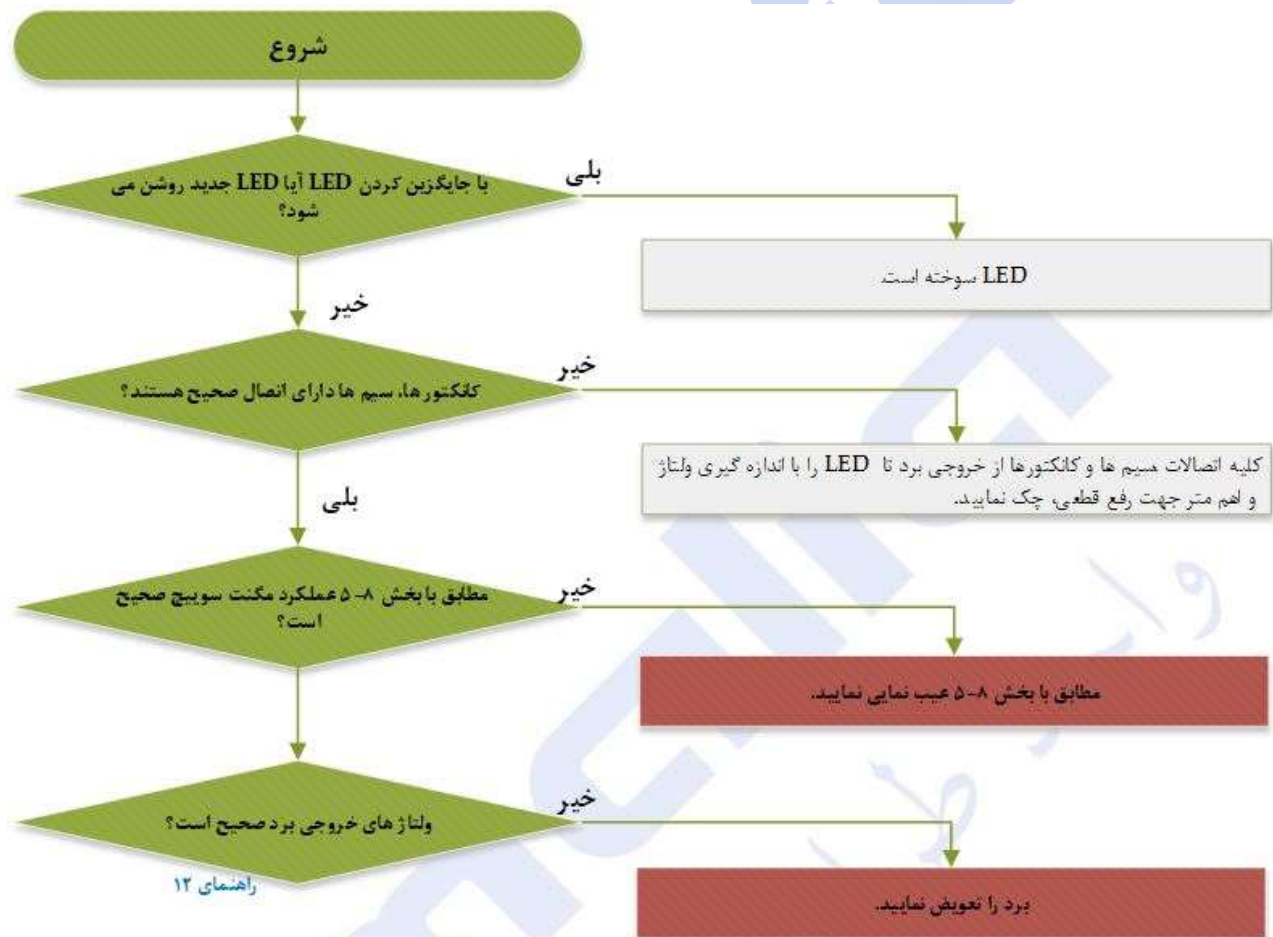 شروع
با جایگزین کردن LED آیا LED جدید روشن می
شود؟
بلی
LED سوخته است.
خیر
کانکتور ها، سیم ها دارای اتصال صحیح هستند؟
خیر
کلیه اتصالات سیم ها و کانکتورها از خروجی برد تا LED را با اندازه گیری ولتاژ
و اهم متر جهت رفع قطعی، چک نمایید.
بلی
مطابق با بخش ۸-۵ عملکرد مگنت سوییچ صحیح
است؟
خیر
مطابق با بخش ۸-۵ عیب نمایی نمایید.
ولتاژ های خروجی برد صحیح است؟
خیر
راهنمای ۱۲
برد را تعویض نمایید.